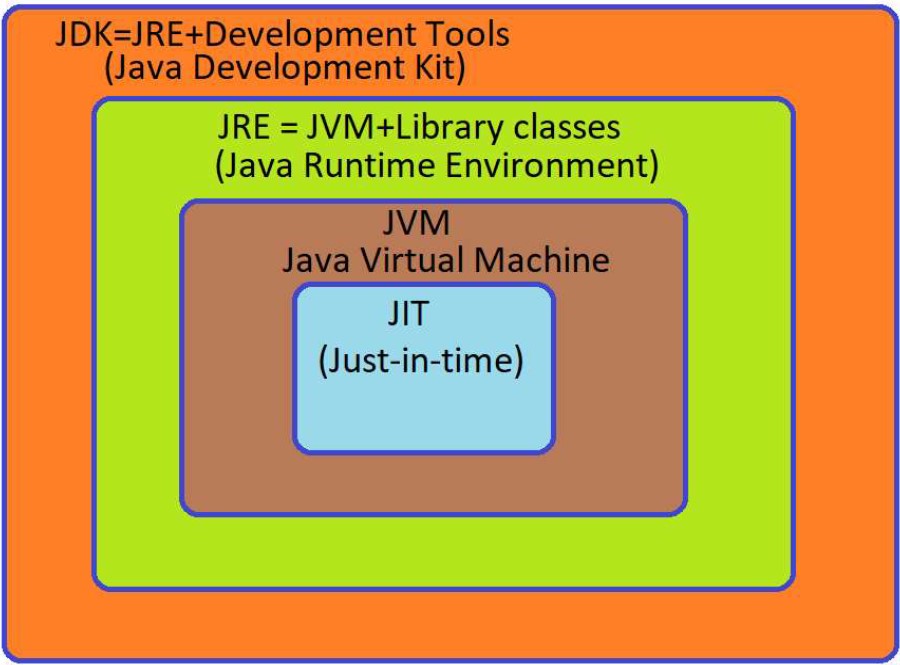 JDK=JRE+Development Tools
(Java Development Kit)
JRE = JVM+Library classes
(Java Runtime Environment)
JVM
Java Virtual Machine
JIT
(Just-in-time)